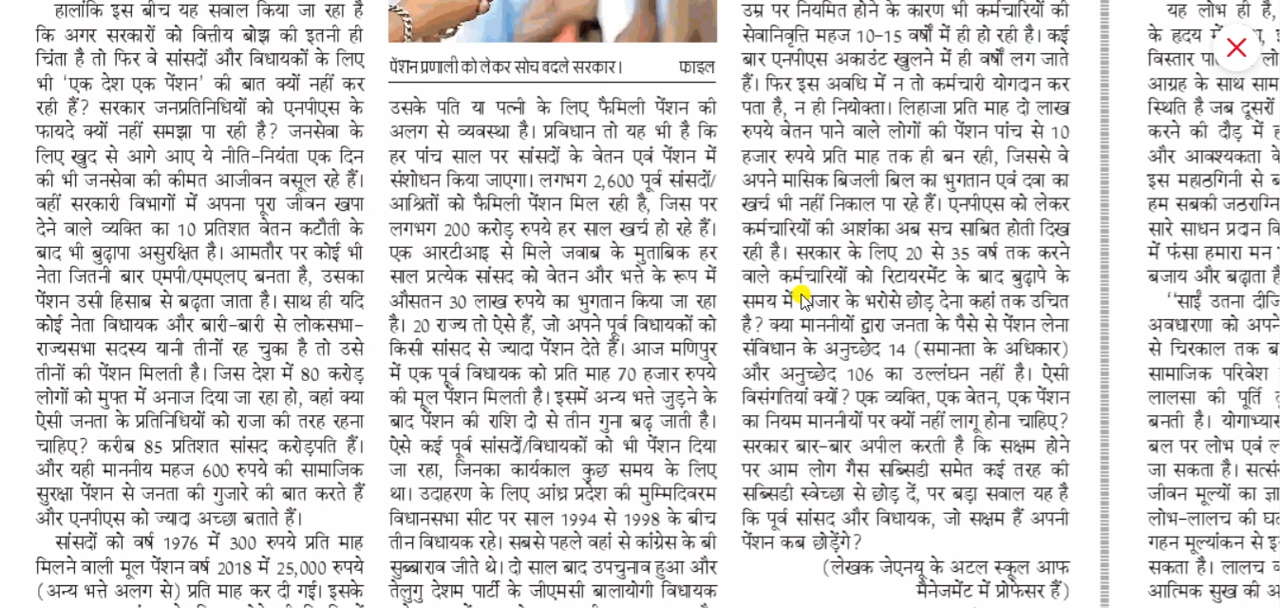 हालांकि इस बीच यह सवाल किया जा रहा है
कि अगर सरकारों को वित्तीय बोझ की इतनी ही
चिंता है तो फिर वे सांसदों और विधायकों के लिए
भी 'एक देश एक पेंशन' की बात क्यों नहीं कर
रही हैं? सरकार जनप्रतिनिधियों को एनपीएस के
फायदे क्यों नहीं समझा पा रही है? जनसेवा के
लिए खुद से आगे आए ये नीति-नियंता एक दिन
की भी जनसेवा की कीमत आजीवन वसूल रहे हैं।
वहीं सरकारी विभागों में अपना पूरा जीवन खपा
देने वाले व्यक्ति का 10 प्रतिशत वेतन कटौती के
बाद भी बुढ़ापा असुरक्षित है। आमतौर पर कोई भी
नेता जितनी बार एमपी/एमएलए बनता है, उसका
पेंशन उसी हिसाब से बढ़ता जाता है। साथ ही यदि
कोई नेता विधायक और बारी-बारी से लोकसभा-
राज्यसभा सदस्य यानी तीनों रह चुका है तो उसे
तीनों की पेंशन मिलती है। जिस देश में 80 करोड़
लोगों को मुफ्त में अनाज दिया जा रहा हो, वहां क्या
ऐसी जनता के प्रतिनिधियों को राजा की तरह रहना
चाहिए? करीब 85 प्रतिशत सांसद करोड़पति हैं।
और यही माननीय महज 600 रुपये की सामाजिक
सुरक्षा पेंशन से जनता की गुजारे की बात करते हैं
और एनपीएस को ज्यादा अच्छा बताते हैं।
सांसदों को वर्ष 1976 में 300 रुपये प्रति माह
मिलने वाली मूल पेंशन वर्ष 2018 में 25,000 रुपये
(अन्य भत्ते अलग से) प्रति माह कर दी गई। इसके
पेंशन प्रणाली को लेकर सोच बदले सरकार। फाइल
सके पति या पत्नी के लिए फैमिली पेंशन की
अलग से व्यवस्था है। प्रविधान तो यह भी है कि
हर पांच साल पर सांसदों के वेतन एवं पेंशन में
शोधन किया जाएगा। लगभग 2,600 पूर्व सांसदों/
श्रितों को फैमिली पेंशन मिल रही है, जिस पर
लगभग 200 करोड़ रुपये हर साल खर्च हो रहे हैं।
एक आरटीआइ से मिले जवाब के मुताबिक हर
प्रत्येक सांसद को वेतन और भत्ते के रूप में
औसतन 30 लाख रुपये का भुगतान किया जा रहा
20 राज्य तो ऐसे हैं, जो अपने पूर्व विधायकों को
सांसद से ज्यादा पेंशन देते हैं। आज मणिपुर
में एक पूर्व विधायक को प्रति माह 70 हजार रुपये
मूल पेंशन मिलती है। इसमें अन्य भत्ते जुड़ने के
पेंशन की राशि दो से तीन गुना बढ़ जाती है।
कई पूर्व सांसदों/विधायकों को भी पेंशन दिया
रहा, जिनका कार्यकाल कुछ समय के लिए
था। उदाहरण के लिए आंध्र प्रदेश की मुम्मिदिवरम
सीट पर साल 1994 से 1999 के बीच
विधायक रहे। सबसे पहले वहां से कांग्रेस के बी
जीते थे। दो साल बाद उपचुनाव हुआ और
देशम पार्टी के जीएमसी बालायोगी विधायक
उम्र पर नियमित होने के कारण भी कर्मचारियों की
सेवानिवृत्ति महज 10-15 वर्षों में ही हो रही है। कई
बार एनपीएस अकाउंट खुलने में ही वर्षों लग जाते
हैं। फिर इस अवधि में न तो कर्मचारी योगदान कर
पता है, न ही नियोक्ता। लिहाजा प्रति माह दो लाख
रुपये वेतन पाने वाले लोगों की पेंशन पांच से 10
हजार रुपये प्रति माह तक ही बन रही, जिससे वे
अपने मासिक बिजली बिल का भुगतान एवं दवा का
खर्च भी नहीं निकाल पा रहे हैं। एनपीएस को लेकर
कर्मचारियों की आशंका अब सच साबित होती दिख
रही है। सरकार के लिए 20 से 35 वर्ष तक करने
वाले कर्मचारियों को रिटायरमेंट के बाद बुढ़ापे के
समय में बाजार के भरोसे छोड़ देना कहां तक उचित
है? क्या माननीयों द्वारा जनता के पैसे से पेंशन लेना
संविधान के अनुच्छेद 14 (समानता के अधिकार)
और अनुच्छेद 106 का उल्लंघन नहीं है। ऐसी
विसंगतियां क्यों? एक व्यक्ति, एक वेतन, एक पेंशन
का नियम माननीयों पर क्यों नहीं लागू होना चाहिए?
सरकार बार-बार अपील करती है कि सक्षम होने
पर आम लोग गैस सब्सिडी समेत कई तरह की
सब्सिडी स्वेच्छा से छोड़ दें, पर बड़ा सवाल यह है
कि पूर्व सांसद और विधायक, जो सक्षम हैं अपनी
पेंशन कब छोड़ेंगे?
(लेखक जेएनयू के अटल स्कूल आफ
मैनेजमेंट में प्रोफेसर हैं)
यह लोभ ही है,
के हृदय में
विस्तार
आग्रह के साथ साम
स्थिति है जब दूसरों
करने की दौड़ में
और आवश्यकता
इस महाठगिनी से ब
हम सबकी जठराग्नि
सारे साधन प्रदान कि
में फंसा हमारा मन
बजाय और बढ़ाता है
"साईं उतना दीजि
अवधारणा को अपन
से चिरकाल तक ब
सामाजिक परिवेश
लालसा की पूर्ति
बनती है। योगाभ्यास
बल पर लोभ एवं ल
जा सकता है। सात्व
जीवन मूल्यों का ज्ञा
लोभ-लालच की
गहन मूल्यांकन से इ
सकता है। लालच
आत्मिक सुख की अ